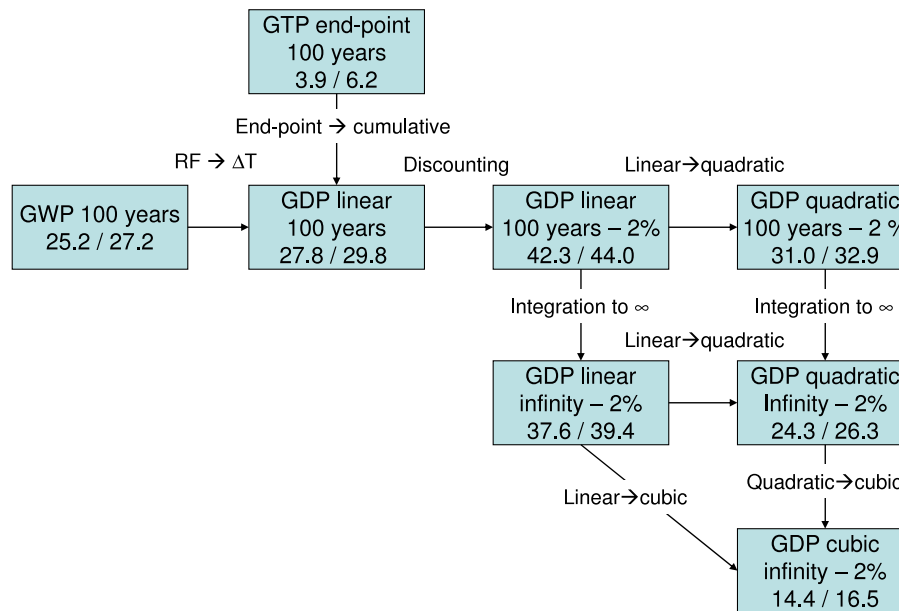 GTP end-point
100 years
3.9 / 6.2
End-point → cumulative
RF → ΔT
Discounting
Linear→quadratic
GWP 100 years
25.2 / 27.2
GDP linear
100 years
27.8 / 29.8
GDP linear
100 years – 2%
42.3 / 44.0
GDP quadratic
100 years – 2 %
31.0 / 32.9
Integration to ∞
Integration to ∞
Linear→quadratic
GDP linear
infinity – 2%
37.6 / 39.4
GDP quadratic
Infinity – 2%
24.3 / 26.3
Linear→cubic
Quadratic→cubic
GDP cubic
infinity – 2%
14.4 / 16.5